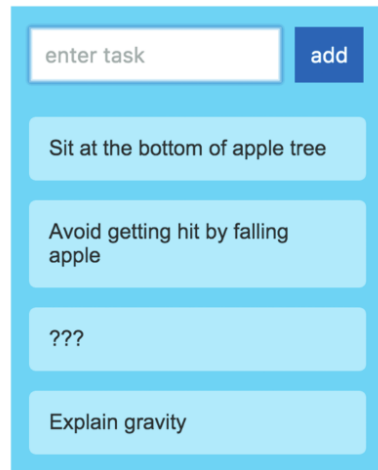 enter task
add
Sit at the bottom of apple tree
Avoid getting hit by falling
apple
???
Explain gravity